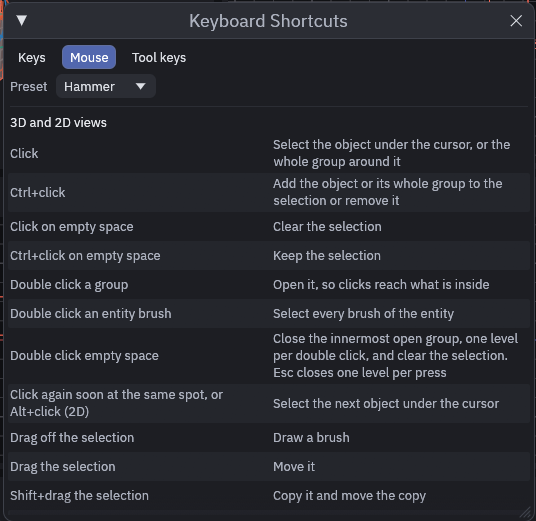 Keyboard Shortcuts
Keys Mouse Tool keys
Preset Hammer
3D and 2D views
Click
Select the object under the cursor, or the
whole group around it
Ctrl+click
Add the object or its whole group to the
selection or remove it
Click on empty space
Clear the selection
Ctrl+click on empty space
Keep the selection
Double click a group
Open it, so clicks reach what is inside
Double click an entity brush
Select every brush of the entity
Double click empty space
Close the innermost open group, one level
per double click, and clear the selection.
Esc closes one level per press
Click again soon at the same spot, or
Alt+click (2D)
Select the next object under the cursor
Drag off the selection
Draw a brush
Drag the selection
Move it
Shift+drag the selection
Copy it and move the copy